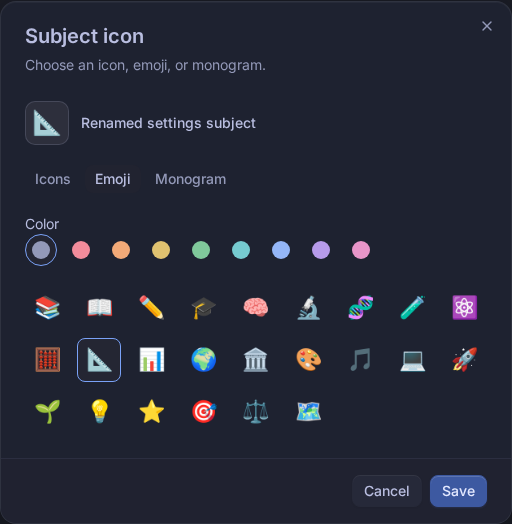 Subject icon
Choose an icon, emoji, or monogram.
Renamed settings subject
Icons Emoji Monogram
Color
Cancel Save